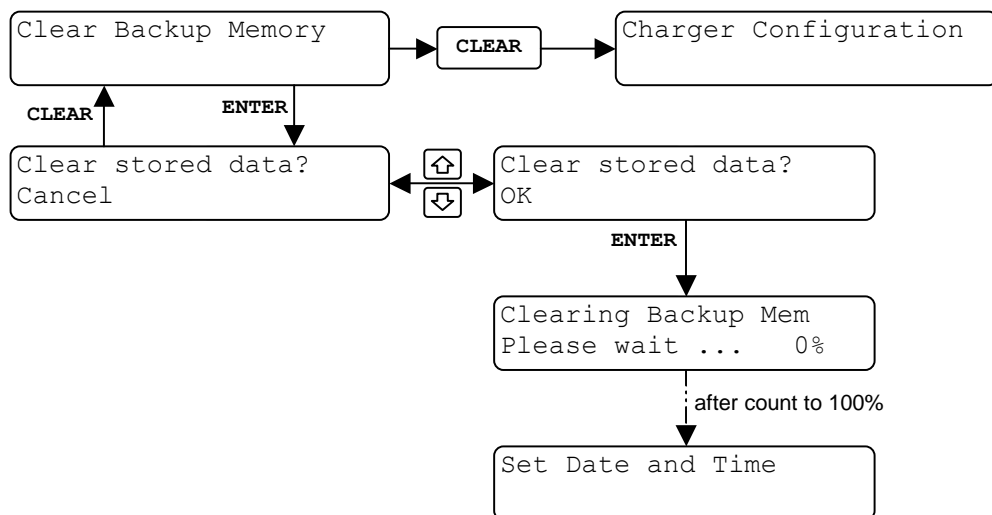 Clear Backup Memory
CLEAR
Charger Configuration
CLEAR
ENTER
Clear stored data?
Cancel
Clear stored data?
OK
ENTER
Clearing Backup Mem
Please wait ... 0%
after count to 100%
Set Date and Time